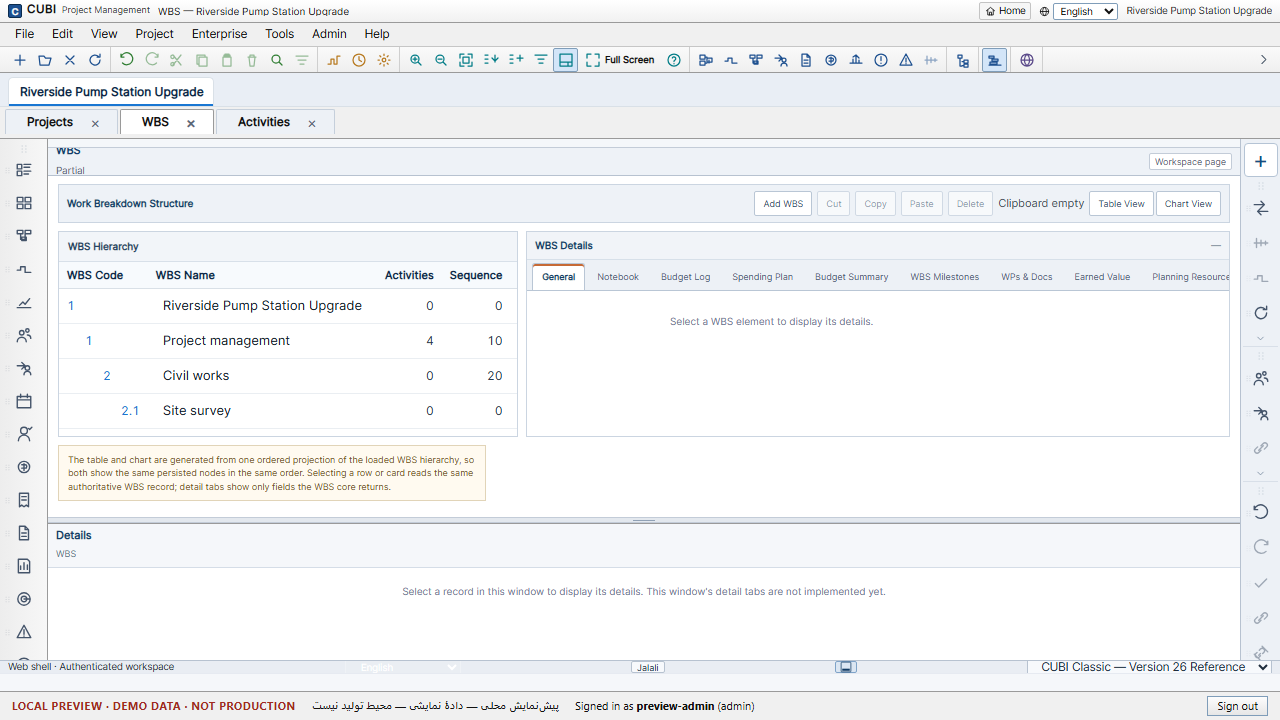 CUBI Project Management WBS — Riverside Pump Station Upgrade Home English Riverside Pump Station Upgrade
File Edit View Project Enterprise Tools Admin Help
Full Screen
Riverside Pump Station Upgrade
Projects WBS Activities
WBS
Partial
Workspace page
Work Breakdown Structure Add WBS Cut Copy Paste Delete Clipboard empty Table View Chart View
WBS Hierarchy
WBS Code WBS Name Activities Sequence
1 Riverside Pump Station Upgrade 0 0
1 Project management 4 10
2 Civil works 0 20
2.1 Site survey 0 0
WBS Details
General Notebook Budget Log Spending Plan Budget Summary WBS Milestones WPs & Docs Earned Value Planning Resource
Select a WBS element to display its details.
The table and chart are generated from one ordered projection of the loaded WBS hierarchy, so
both show the same persisted nodes in the same order. Selecting a row or card reads the same
authoritative WBS record; detail tabs show only fields the WBS core returns.
Details
WBS
Select a record in this window to display its details. This window's detail tabs are not implemented yet.
Web shell · Authenticated workspace English Jalali CUBI Classic — Version 26 Reference
LOCAL PREVIEW · DEMO DATA · NOT PRODUCTION پیش‌نمایش محلی — دادهٔ نمایشی — محیط تولید نیست Signed in as preview-admin (admin) Sign out